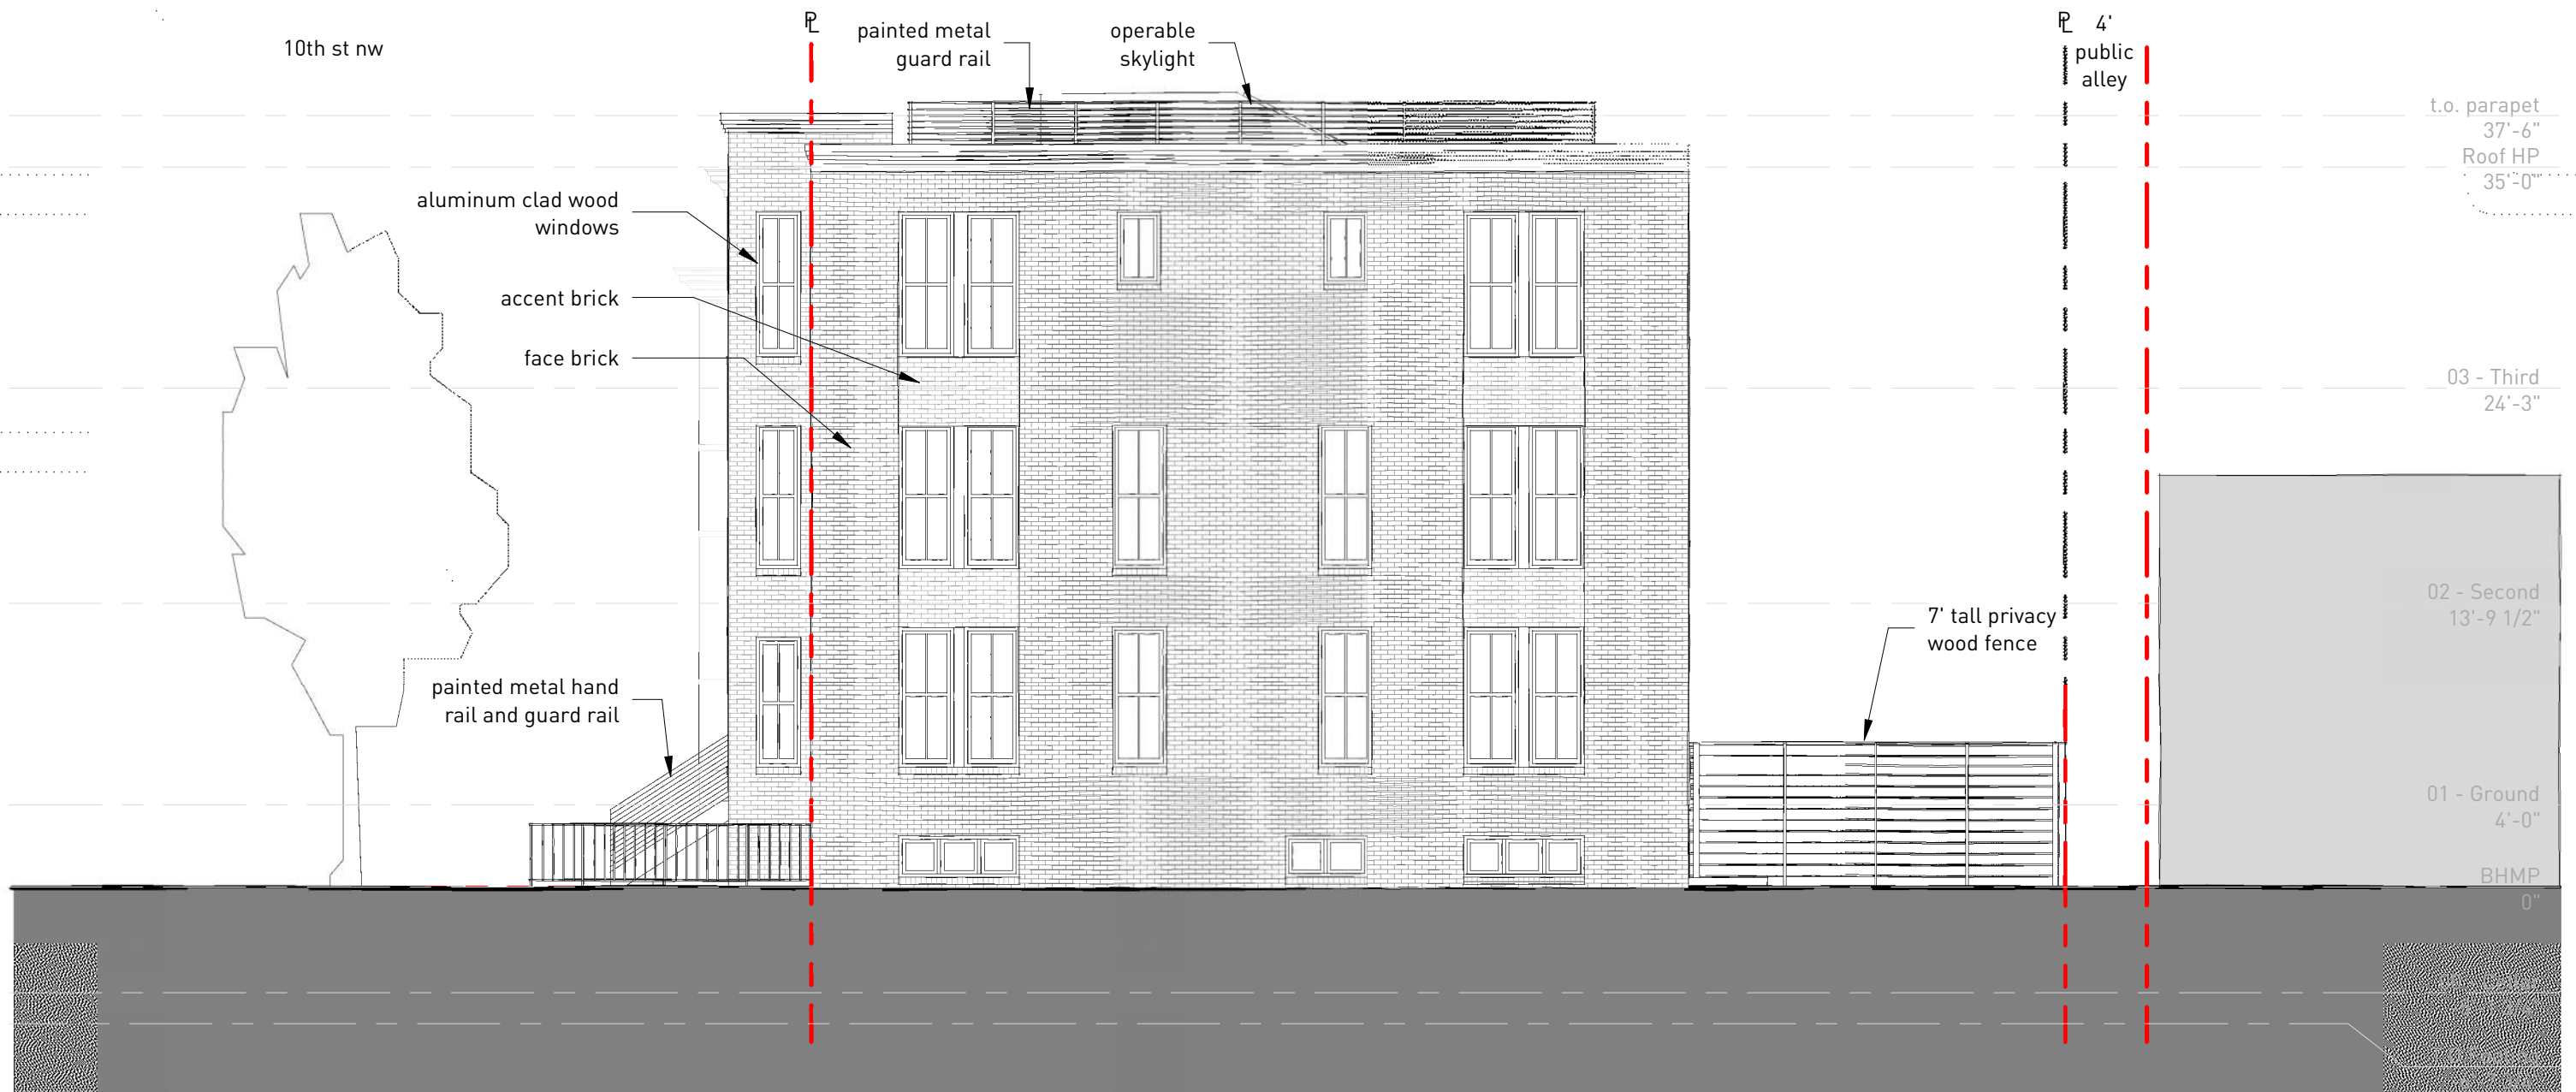 10th st nw
PL
painted metal
guard rail
operable
skylight
PL
4'
public
alley
t.o. parapet
37'-6"
Roof HP
35'-0"
aluminum clad wood
windows
accent brick
face brick
03 - Third
24'-3"
02 - Second
13'-9 1/2"
7' tall privacy
wood fence
painted metal hand
rail and guard rail
01 - Ground
4'-0"
BHMP
0"